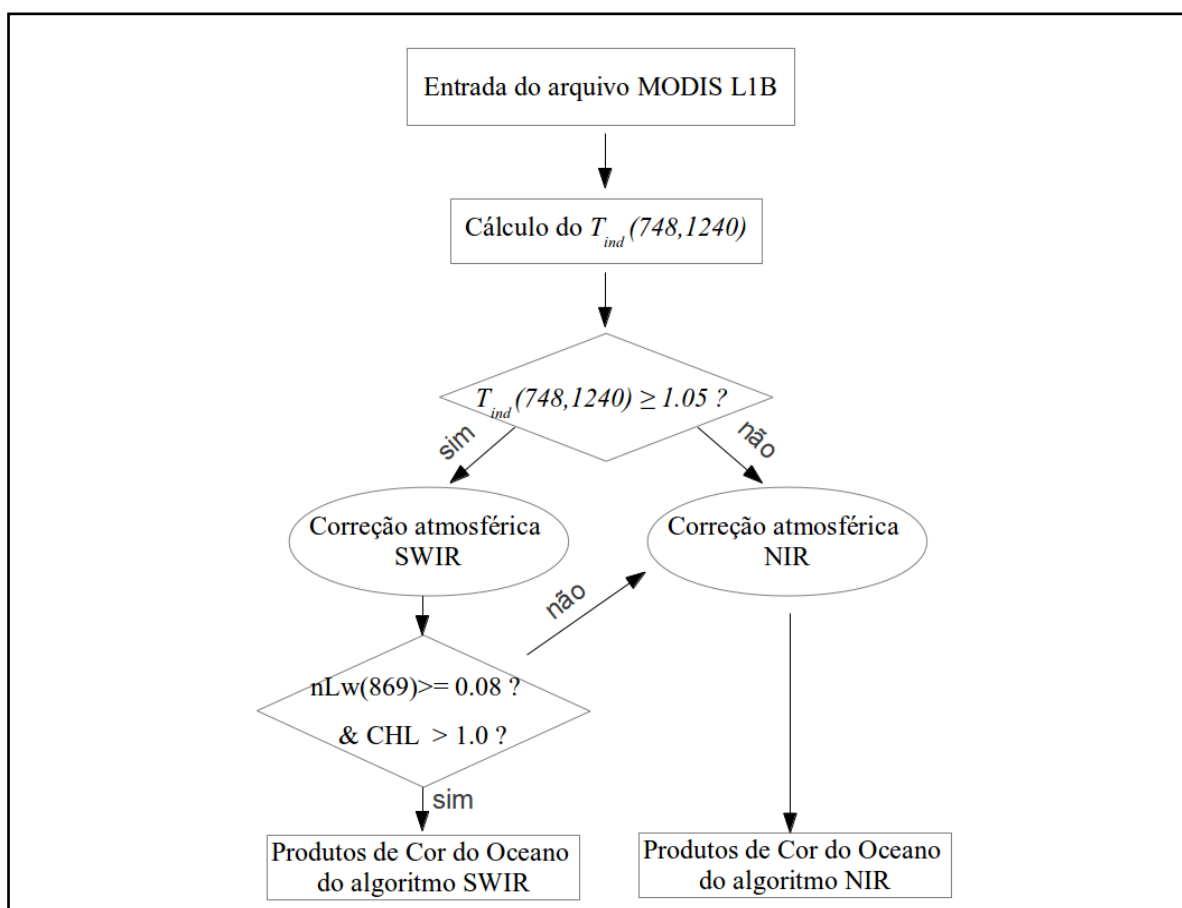 Entrada do arquivo MODIS L1B
Cálculo do T_ind (748,1240)
T_ind (748,1240) ≥ 1.05 ?
sim
não
Correção atmosférica
SWIR
Correção atmosférica
NIR
não
nLw(869)>= 0.08 ?
& CHL > 1.0 ?
sim
Produtos de Cor do Oceano
do algoritmo SWIR
Produtos de Cor do Oceano
do algoritmo NIR